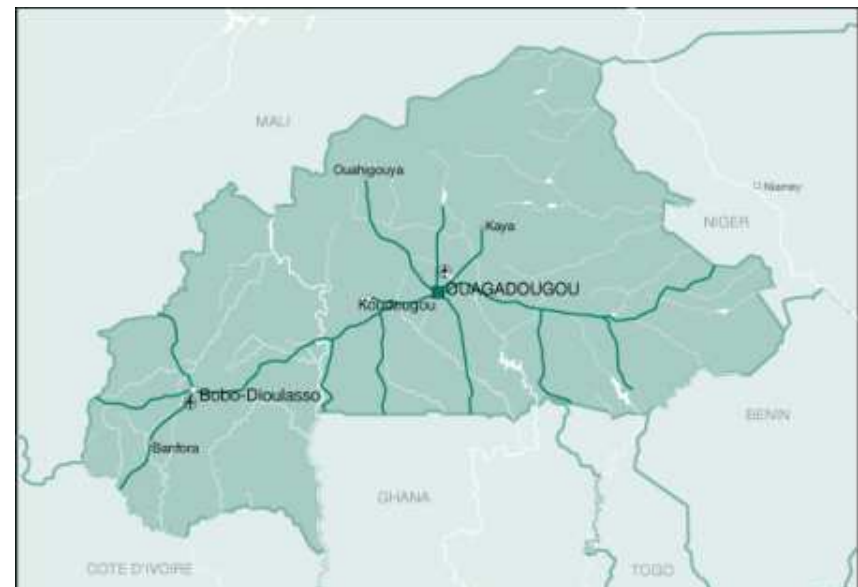 MALI
Ouahigouya
Niamey
Kaya
NIGER
OUAGADOUGOU
Koudougou
Bobo-Dioulasso
BENIN
Banfora
GHANA
COTE D'IVOIRE
TOGO